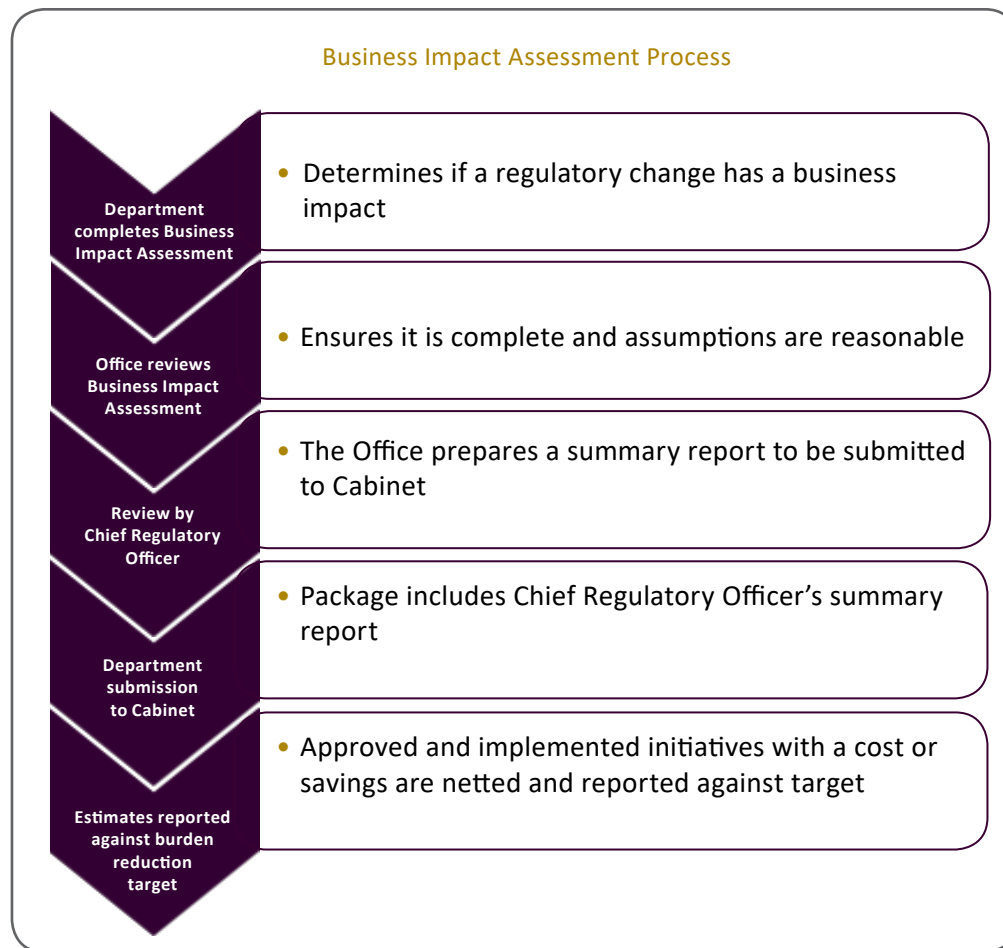 Business Impact Assessment Process
Department
completes Business
Impact Assessment
• Determines if a regulatory change has a business
impact
Office reviews
Business Impact
Assessment
• Ensures it is complete and assumptions are reasonable
Review by
Chief Regulatory
Officer
• The Office prepares a summary report to be submitted
to Cabinet
Department
submission
to Cabinet
• Package includes Chief Regulatory Officer’s summary
report
Estimates reported
against burden
reduction
target
• Approved and implemented initiatives with a cost or
savings are netted and reported against target